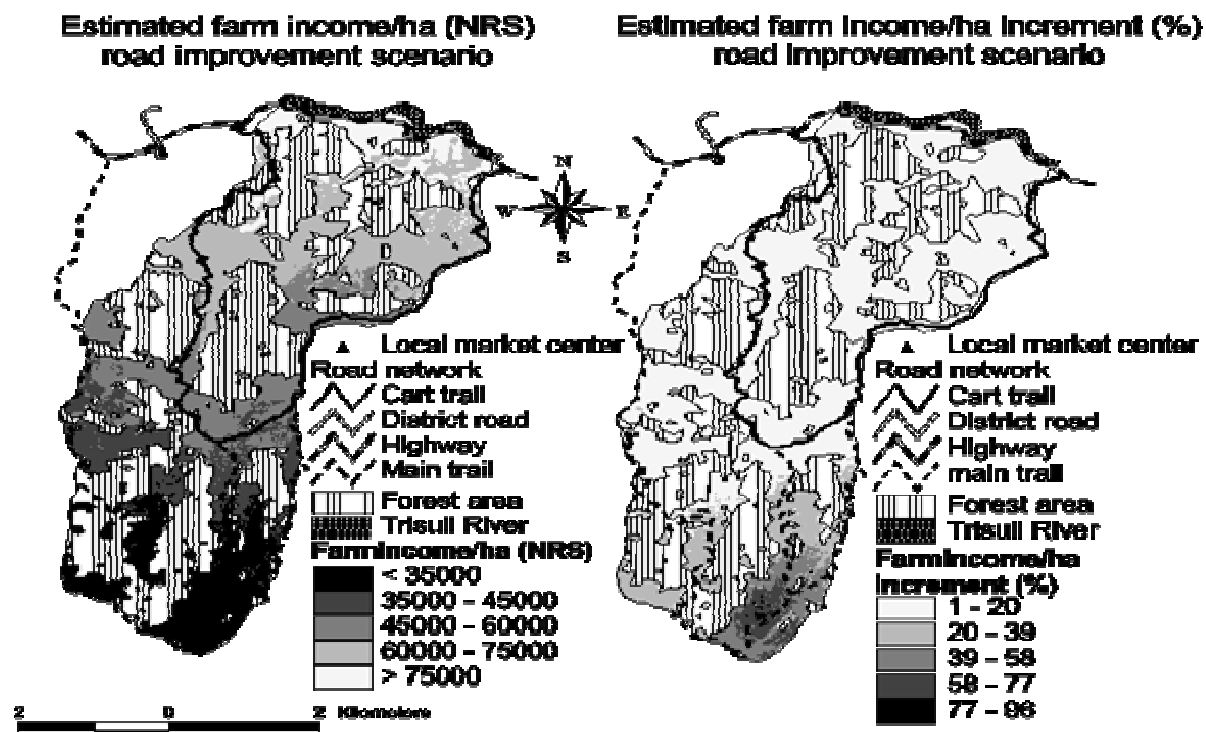 Estimated farm income/ha (NRS)
road improvement scenario
N
W E
S
Local market center
Road network
Cart trail
District road
Highway
Main trail
Forest area
Trisuli River
FarmIncome/ha (NRS)
< 35000
35000 - 45000
45000 - 60000
60000 - 75000
> 75000
2 0 2 Kilometers
Estimated farm income/ha increment (%)
road improvement scenario
Local market center
Road network
Cart trail
District road
Highway
main trail
Forest area
Trisuli River
FarmIncome/ha
increment (%)
1 - 20
20 - 39
39 - 58
58 - 77
77 - 96